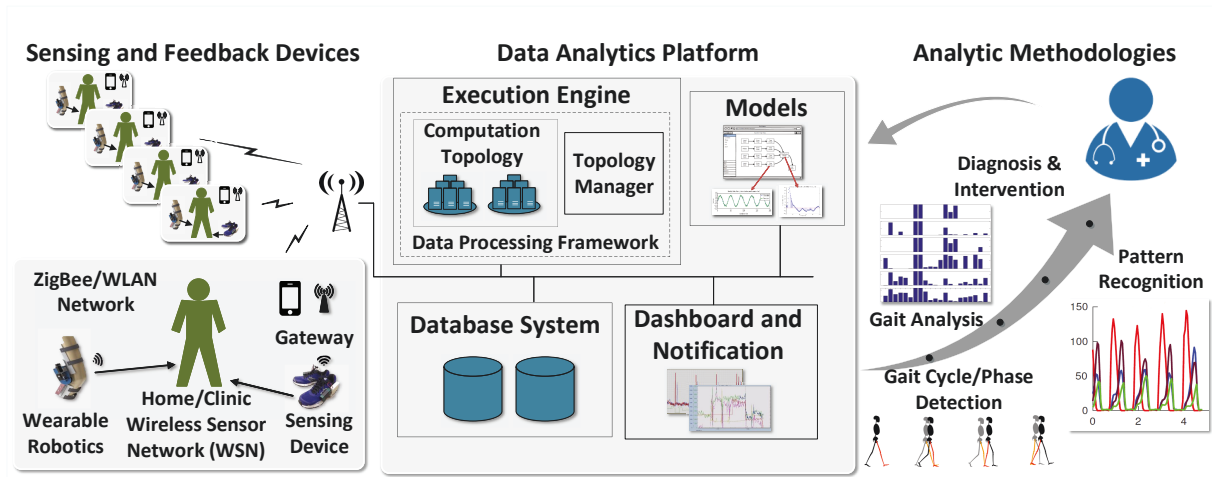 Sensing and Feedback Devices
Data Analytics Platform
Analytic Methodologies
Execution Engine
Computation
Topology
Topology
Manager
Data Processing Framework
Models
Database System
Dashboard and
Notification
ZigBee/WLAN
Network
Gateway
Wearable
Robotics
Home/Clinic
Wireless Sensor
Network (WSN)
Sensing
Device
Diagnosis &
Intervention
Gait Analysis
Pattern
Recognition
Gait Cycle/Phase
Detection
150
100
50
0
0
2
4